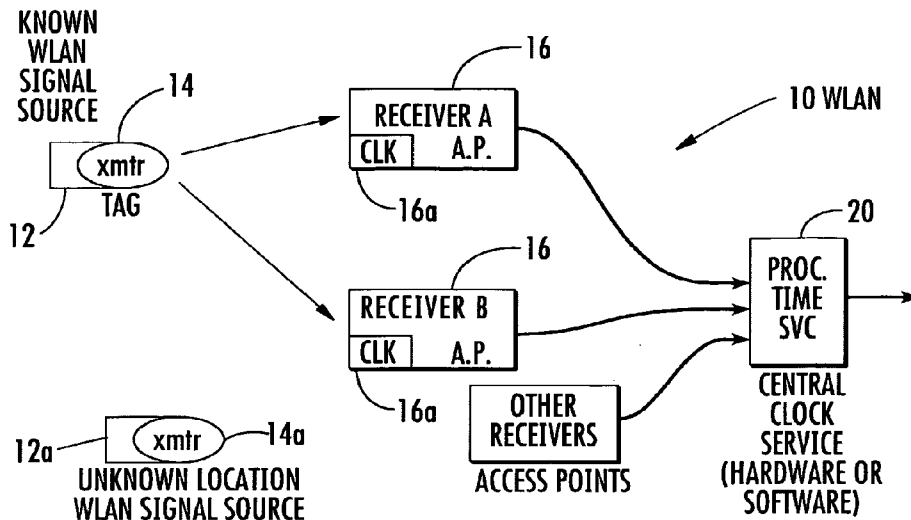 KNOWN
WLAN
SIGNAL
SOURCE
14
xmtr
TAG
12
16
RECEIVER A
CLK A.P.
16a
10 WLAN
16
RECEIVER B
CLK A.P.
16a
20
PROC.
TIME
SVC
CENTRAL
CLOCK
SERVICE
(HARDWARE OR
SOFTWARE)
OTHER
RECEIVERS
ACCESS POINTS
12a
xmtr
14a
UNKNOWN LOCATION
WLAN SIGNAL SOURCE